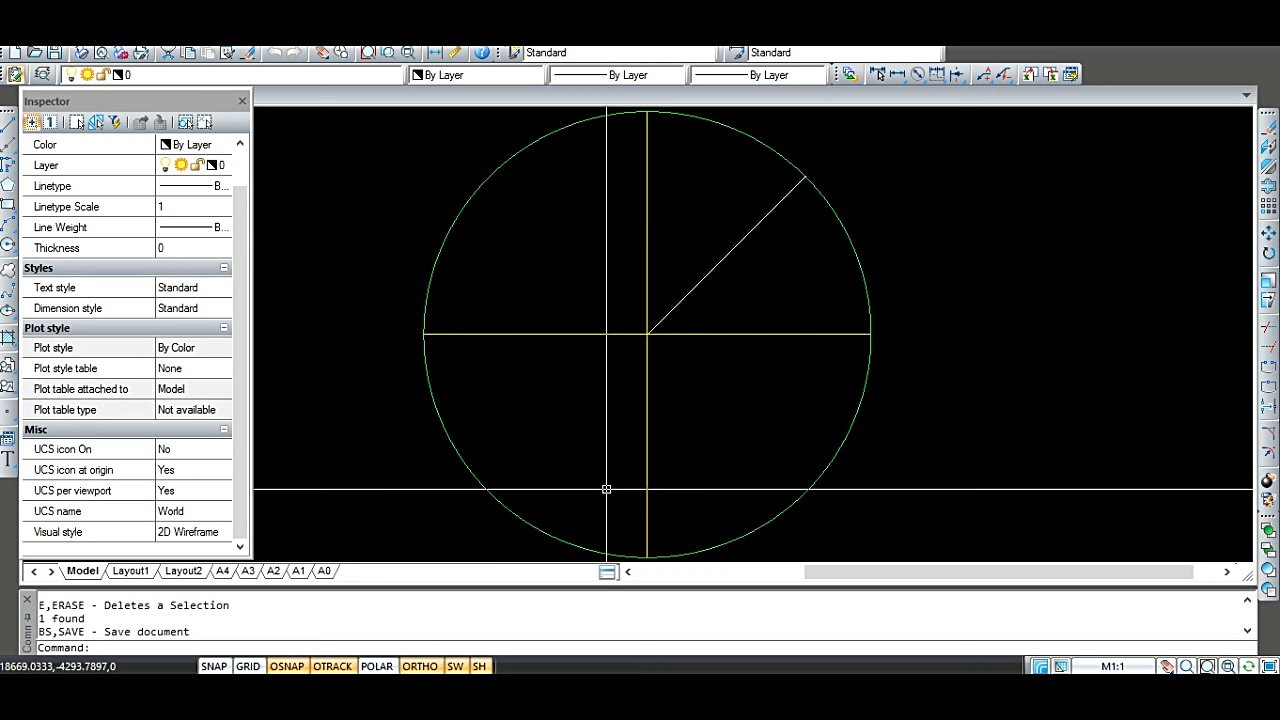 Standard Standard
0 By Layer By Layer By Layer
Inspector
1
Color By Layer
Layer 0
Linetype B...
Linetype Scale 1
Line Weight B...
Thickness 0
Styles
Text style Standard
Dimension style Standard
Plot style
Plot style By Color
Plot style table None
Plot table attached to Model
Plot table type Not available
Misc
UCS icon On No
UCS icon at origin Yes
UCS per viewport Yes
UCS name World
Visual style 2D Wireframe
Model Layout1 Layout2 A4 A3 A2 A1 A0
E,ERASE - Deletes a Selection
1 found
BS,SAVE - Save document
Command:
18669.0333,-4293.7897,0 SNAP GRID OSNAP OTRACK POLAR ORTHO SW SH M1:1